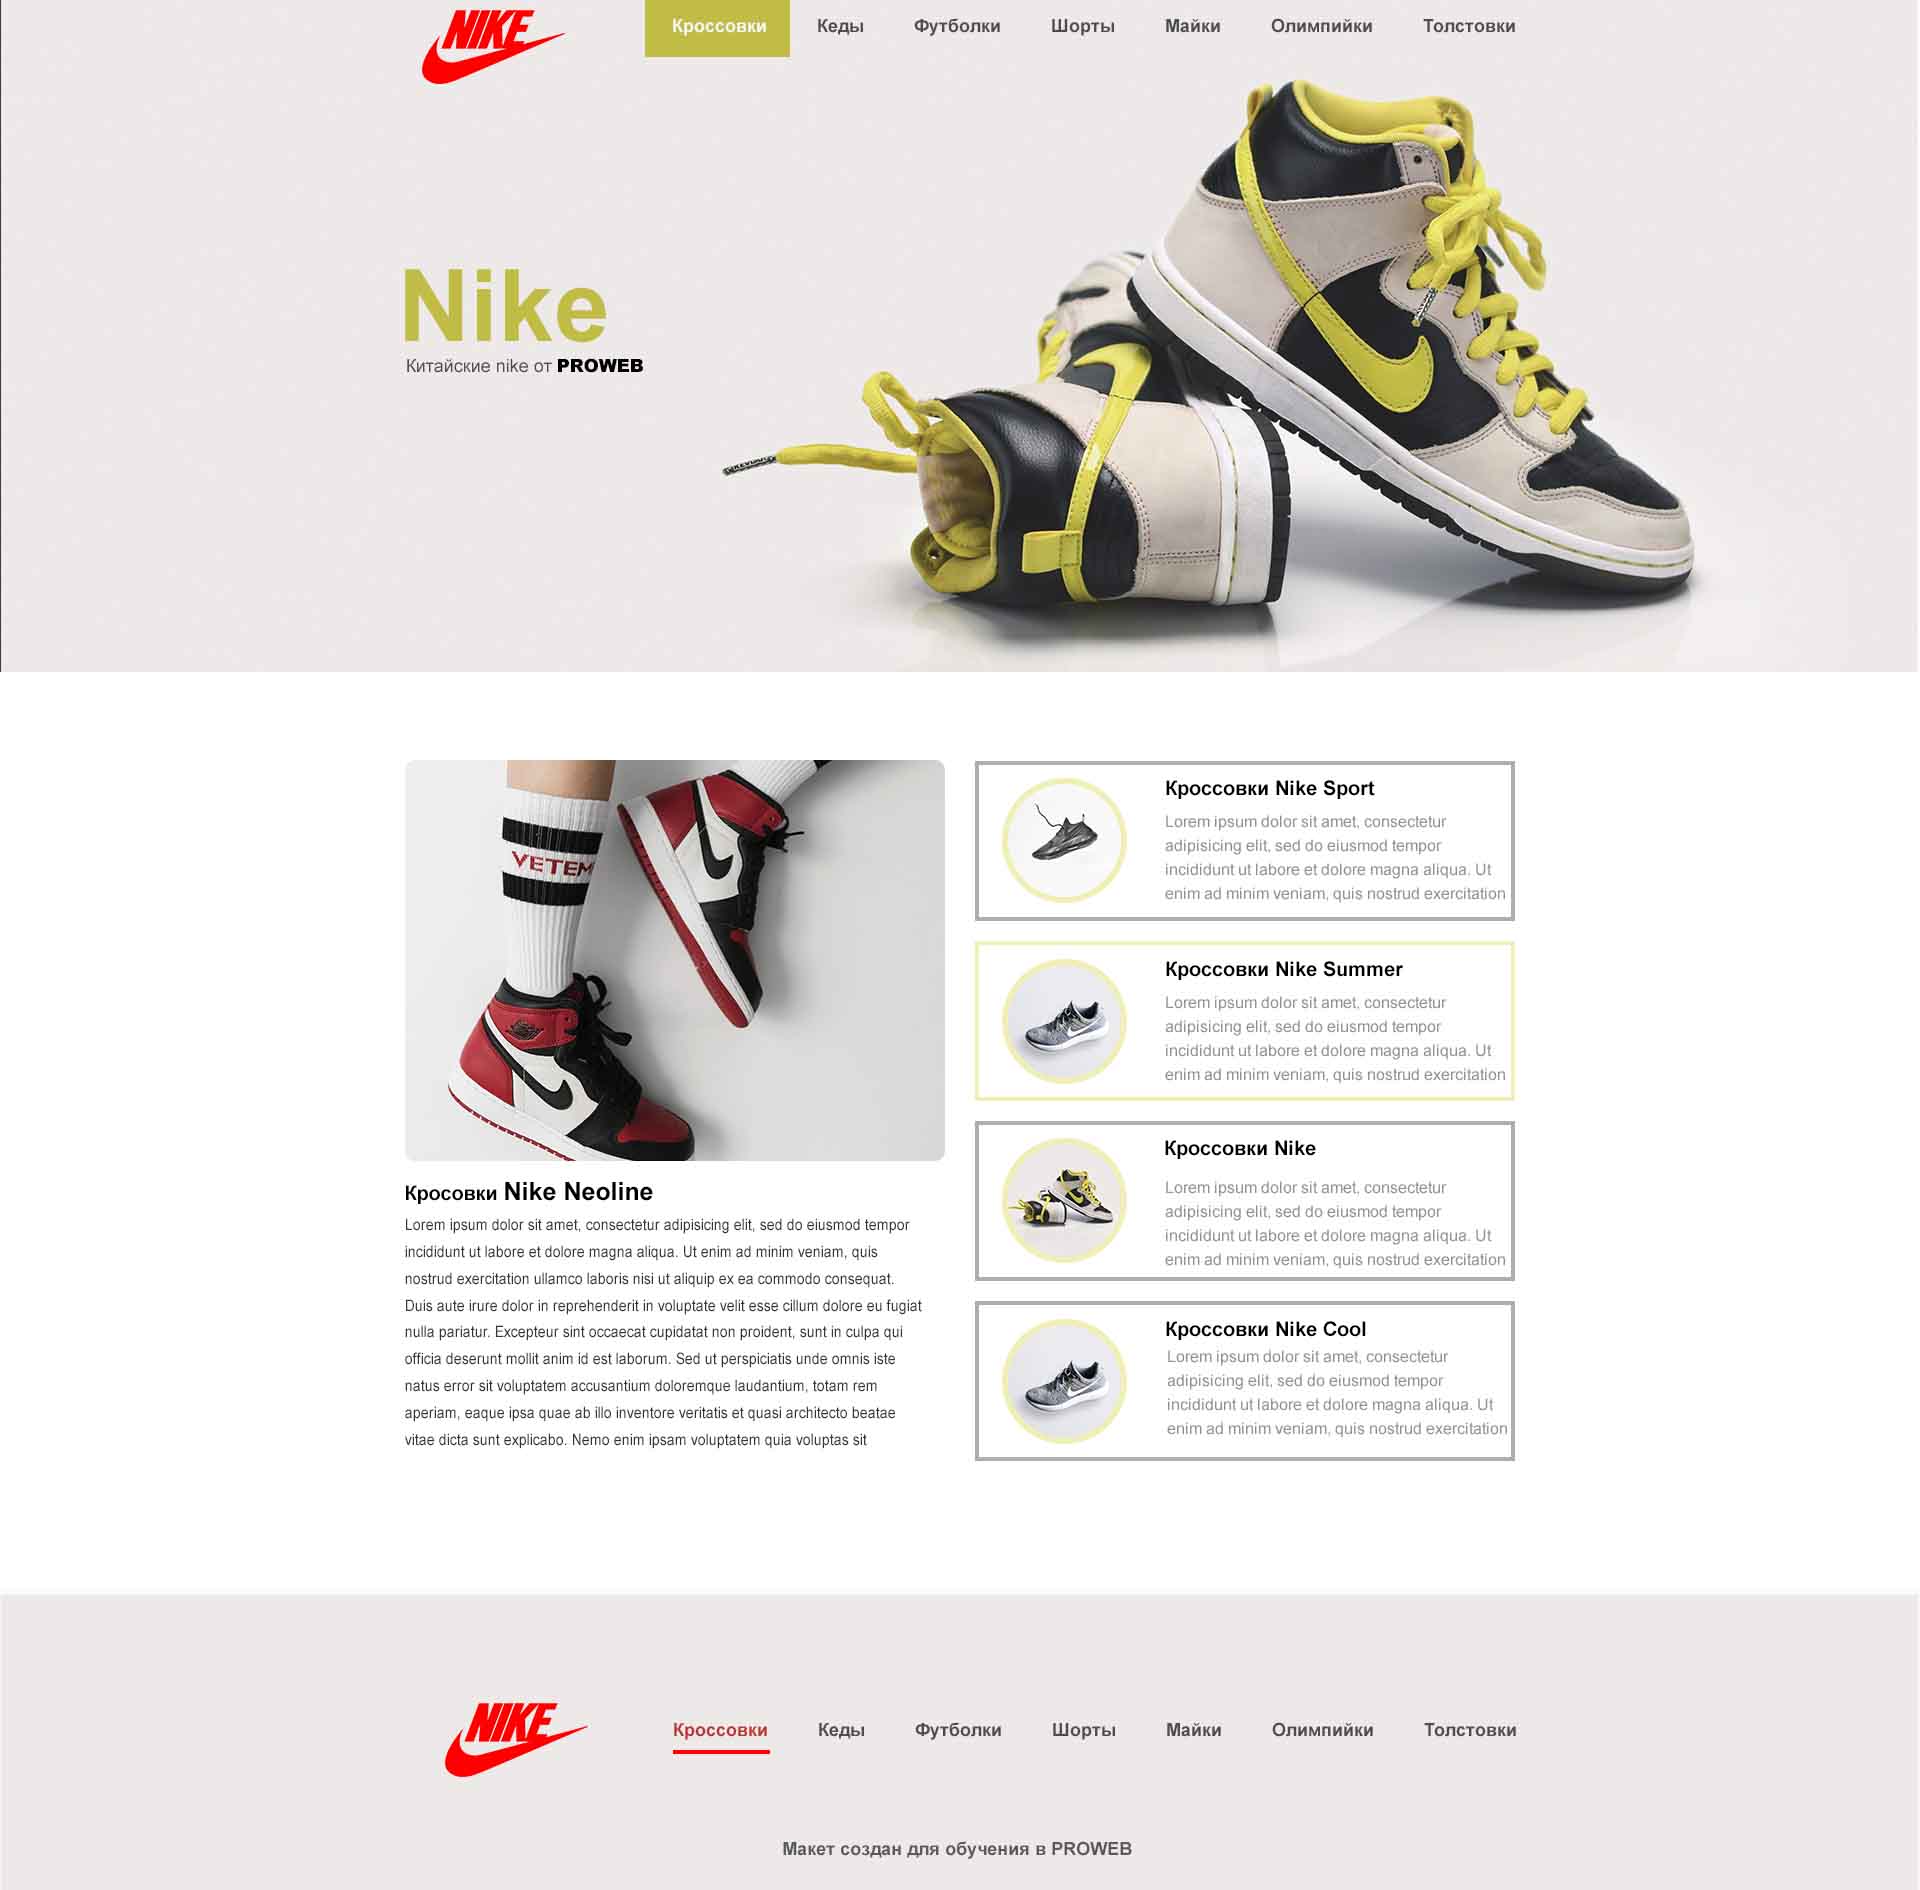 NIKE
Кроссовки Кеды Футболки Шорты Майки Олимпийки Толстовки
Nike
Китайские nike от PROWEB
VETEM
Кросовки Nike Neoline
Lorem ipsum dolor sit amet, consectetur adipisicing elit, sed do eiusmod tempor
incididunt ut labore et dolore magna aliqua. Ut enim ad minim veniam, quis
nostrud exercitation ullamco laboris nisi ut aliquip ex ea commodo consequat.
Duis aute irure dolor in reprehenderit in voluptate velit esse cillum dolore eu fugiat
nulla pariatur. Excepteur sint occaecat cupidatat non proident, sunt in culpa qui
officia deserunt mollit anim id est laborum. Sed ut perspiciatis unde omnis iste
natus error sit voluptatem accusantium doloremque laudantium, totam rem
aperiam, eaque ipsa quae ab illo inventore veritatis et quasi architecto beatae
vitae dicta sunt explicabo. Nemo enim ipsam voluptatem quia voluptas sit
Кроссовки Nike Sport
Lorem ipsum dolor sit amet, consectetur
adipisicing elit, sed do eiusmod tempor
incididunt ut labore et dolore magna aliqua. Ut
enim ad minim veniam, quis nostrud exercitation
Кроссовки Nike Summer
Lorem ipsum dolor sit amet, consectetur
adipisicing elit, sed do eiusmod tempor
incididunt ut labore et dolore magna aliqua. Ut
enim ad minim veniam, quis nostrud exercitation
Кроссовки Nike
Lorem ipsum dolor sit amet, consectetur
adipisicing elit, sed do eiusmod tempor
incididunt ut labore et dolore magna aliqua. Ut
enim ad minim veniam, quis nostrud exercitation
Кроссовки Nike Cool
Lorem ipsum dolor sit amet, consectetur
adipisicing elit, sed do eiusmod tempor
incididunt ut labore et dolore magna aliqua. Ut
enim ad minim veniam, quis nostrud exercitation
NIKE
Кроссовки Кеды Футболки Шорты Майки Олимпийки Толстовки
Макет создан для обучения в PROWEB